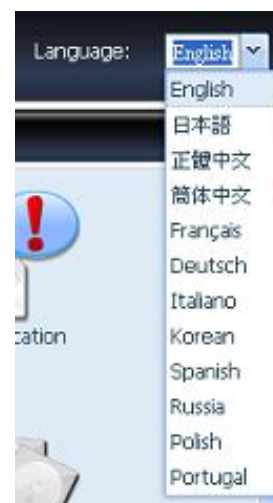 Language: English
English
日本語
正體中文
簡体中文
Français
Deutsch
Italiano
cation
Korean
Spanish
Russia
Polish
Portugal